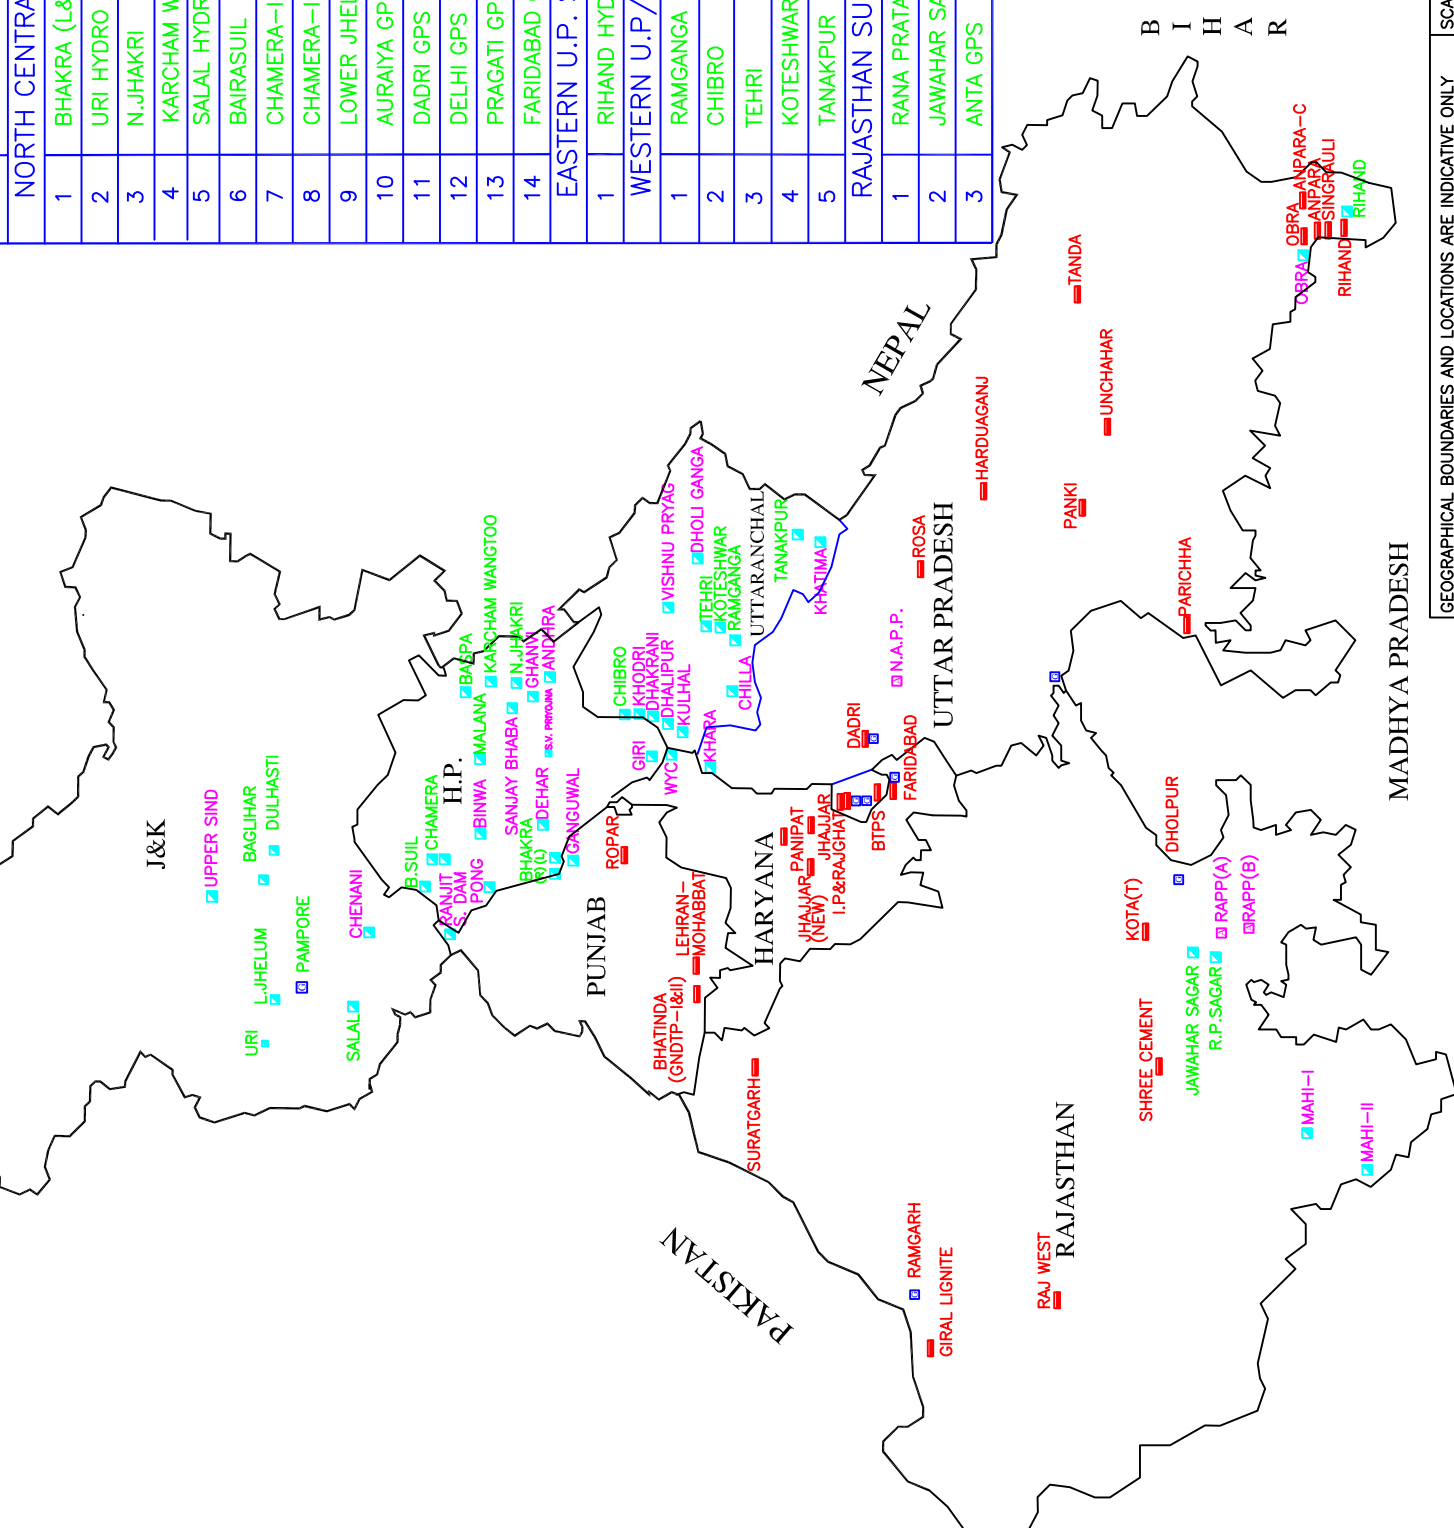 NORTH CENTRA
1 BHAKRA (L&
2 URI HYDRO
3 N.JHAKRI
4 KARCHAM W
5 SALAL HYDR
6 BAIRASUIL
7 CHAMERA-I
8 CHAMERA-I
9 LOWER JHEL
10 AURAIYA GP
11 DADRI GPS
12 DELHI GPS
13 PRAGATI GP
14 FARIDABAD
EASTERN U.P.
1 RIHAND HYD
WESTERN U.P/
1 RAMGANGA
2 CHIBRO
3 TEHRI
4 KOTESHWAR
5 TANAKPUR
RAJASTHAN SU
1 RANA PRATA
2 JAWAHAR SA
3 ANTA GPS
J&K
UPPER SIND
BAGLIHAR
DULHASTI
URI
L.JHELUM
PAMPORE
SALAL
CHENANI
H.P.
B.SUIL
CHAMERA
RANJIT
S. DAM
PONG
BASPA
MALANA
KARCHAM WANGTOO
BINWA
SANJAY BHABA
N.JHAKRI
GHANVI
BHAKRA
(R)(L)
DEHAR
S.V. PRIYOJNA
ANDHRA
GANGUWAL
PUNJAB
ROPAR
LEHRAN-
MOHABBAT
BHATINDA
(GNDTP-I&II)
HARYANA
GIRI
WYC
CHIBRO
KHODRI
DHAKRANI
DHALIPUR
KULHAL
KHARA
VISHNU PRYAG
DHOLI GANGA
TEHRI
KOTESHWAR
RAMGANGA
UTTARANCHAL
CHILLA
TANAKPUR
KHATIMA
NEPAL
PANIPAT
JHAJJAR
JHAJJAR
(NEW)
I.P&RAJGHAT
BTPS
DADRI
FARIDABAD
N.A.P.P.
ROSA
UTTAR PRADESH
HARDUAGANJ
TANDA
UNCHAHAR
PANKI
PARICHHA
B
I
H
A
R
OBRA
OBRA
ANPARA-C
ANPARA
SINGRAULI
RIHAND
RIHAND
SURATGARH
PAKISTAN
RAMGARH
GIRAL LIGNITE
RAJ WEST
RAJASTHAN
SHREE CEMENT
KOTA(T)
DHOLPUR
JAWAHAR SAGAR
R.P.SAGAR
RAPP(A)
RAPP(B)
MAHI-I
MAHI-II
MADHYA PRADESH
GEOGRAPHICAL BOUNDARIES AND LOCATIONS ARE INDICATIVE ONLY
SCA